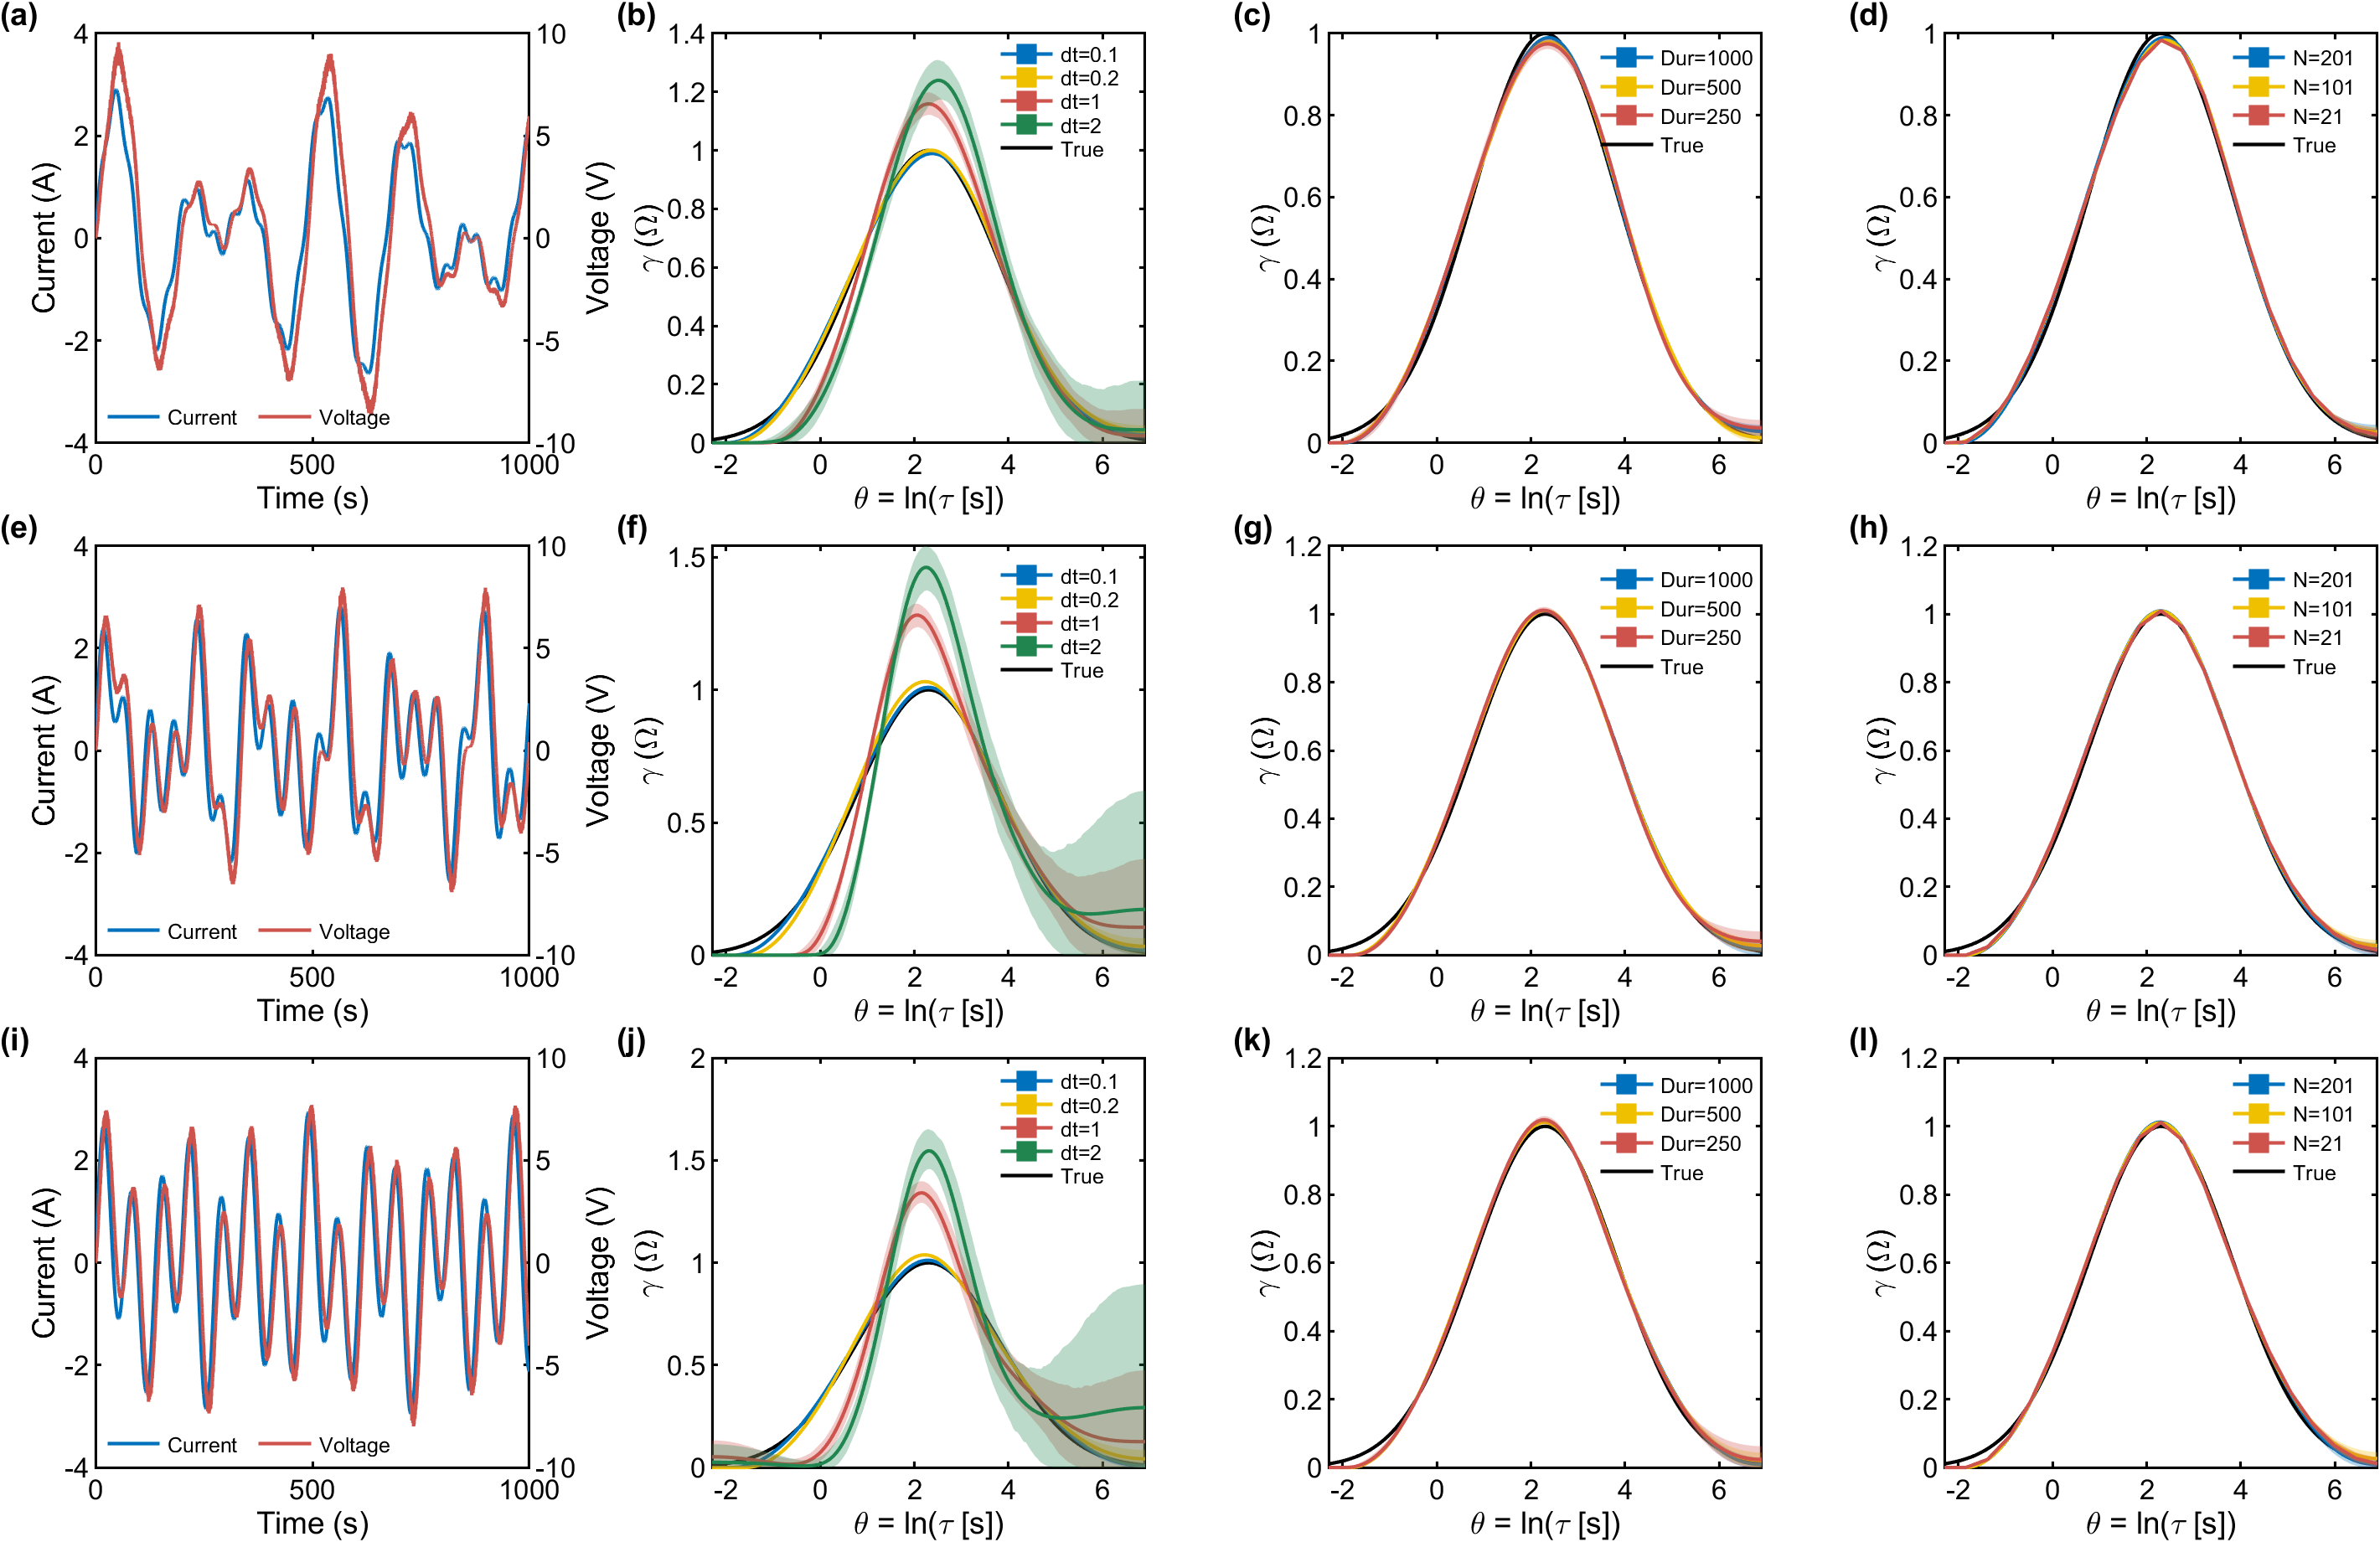 (a)
4
2
0
-2
-4
10
5
0
-5
-10
Current (A)
Voltage (V)
Current
Voltage
0
500
1000
Time (s)
(b)
1.4
1.2
1
0.8
0.6
0.4
0.2
0
γ (Ω)
dt=0.1
dt=0.2
dt=1
dt=2
True
-2
0
2
4
6
θ = ln(τ [s])
(c)
1
0.8
0.6
0.4
0.2
0
γ (Ω)
Dur=1000
Dur=500
Dur=250
True
-2
0
2
4
6
θ = ln(τ [s])
(d)
1
0.8
0.6
0.4
0.2
0
γ (Ω)
N=201
N=101
N=21
True
-2
0
2
4
6
θ = ln(τ [s])
(e)
4
2
0
-2
-4
10
5
0
-5
-10
Current (A)
Voltage (V)
Current
Voltage
0
500
1000
Time (s)
(f)
1.5
1
0.5
0
γ (Ω)
dt=0.1
dt=0.2
dt=1
dt=2
True
-2
0
2
4
6
θ = ln(τ [s])
(g)
1.2
1
0.8
0.6
0.4
0.2
0
γ (Ω)
Dur=1000
Dur=500
Dur=250
True
-2
0
2
4
6
θ = ln(τ [s])
(h)
1.2
1
0.8
0.6
0.4
0.2
0
γ (Ω)
N=201
N=101
N=21
True
-2
0
2
4
6
θ = ln(τ [s])
(i)
4
2
0
-2
-4
10
5
0
-5
-10
Current (A)
Voltage (V)
Current
Voltage
0
500
1000
Time (s)
(j)
2
1.5
1
0.5
0
γ (Ω)
dt=0.1
dt=0.2
dt=1
dt=2
True
-2
0
2
4
6
θ = ln(τ [s])
(k)
1.2
1
0.8
0.6
0.4
0.2
0
γ (Ω)
Dur=1000
Dur=500
Dur=250
True
-2
0
2
4
6
θ = ln(τ [s])
(l)
1.2
1
0.8
0.6
0.4
0.2
0
γ (Ω)
N=201
N=101
N=21
True
-2
0
2
4
6
θ = ln(τ [s])